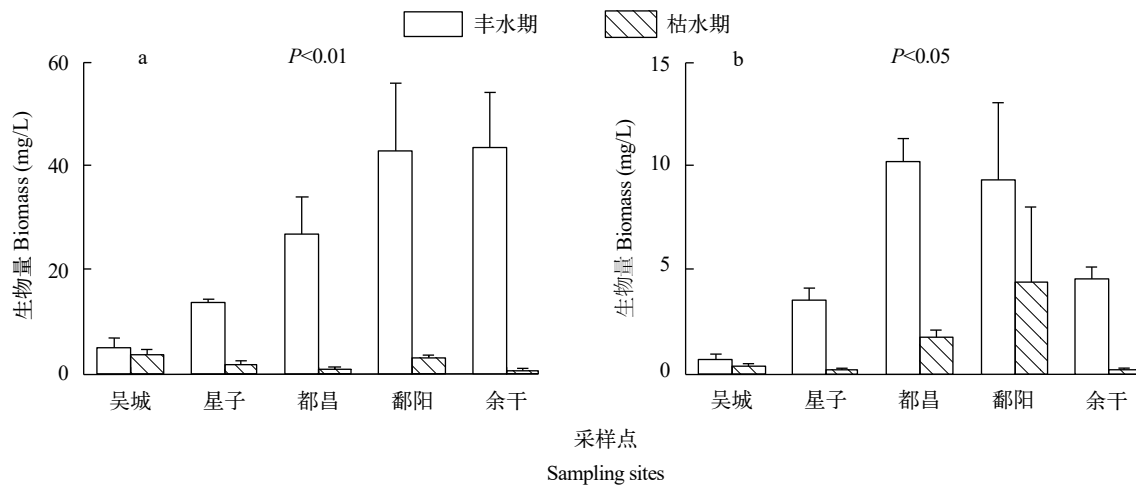 丰水期 枯水期
a P<0.01
60
40
20
0
生物量 Biomass (mg/L)
吴城 星子 都昌 鄱阳 余干
b P<0.05
15
10
5
0
生物量 Biomass (mg/L)
吴城 星子 都昌 鄱阳 余干
采样点
Sampling sites